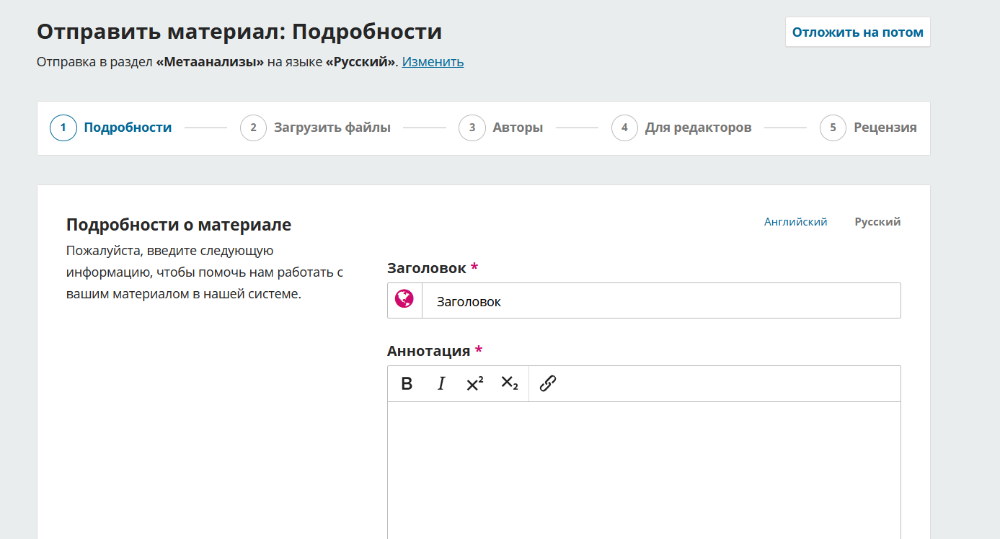 Отправить материал: Подробности
Отложить на потом
Отправка в раздел «Метаанализы» на языке «Русский». Изменить
1 Подробности 2 Загрузить файлы 3 Авторы 4 Для редакторов 5 Рецензия
Подробности о материале
Пожалуйста, введите следующую
информацию, чтобы помочь нам работать с
вашим материалом в нашей системе.
Английский Русский
Заголовок *
Заголовок
Аннотация *
B I X² X₂